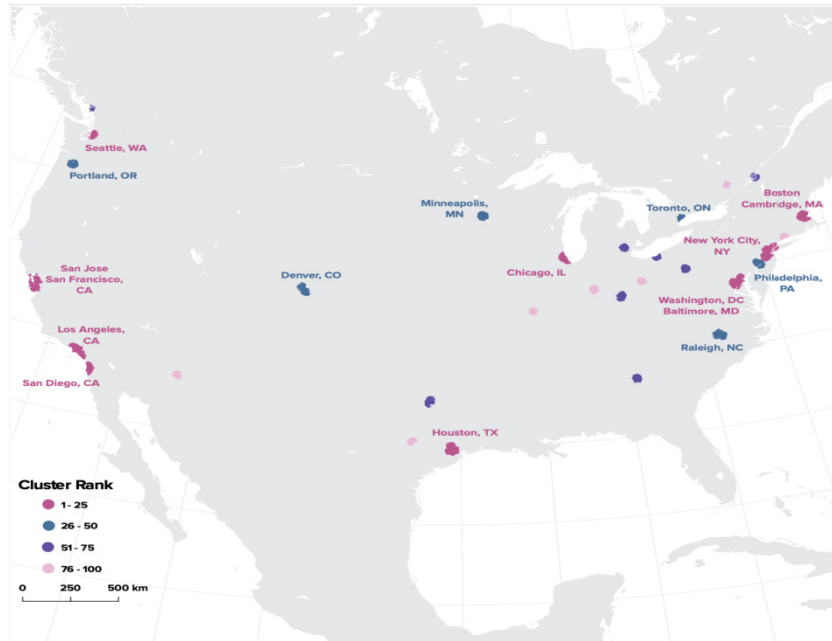 Seattle, WA
Portland, OR
Minneapolis,
MN
Toronto, ON
Boston
Cambridge, MA
New York City,
NY
San Jose
San Francisco,
CA
Denver, CO
Chicago, IL
Philadelphia,
PA
Washington, DC
Baltimore, MD
Los Angeles,
CA
Raleigh, NC
San Diego, CA
Houston, TX
Cluster Rank
1 - 25
26 - 50
51 - 75
76 - 100
0 250 500 km